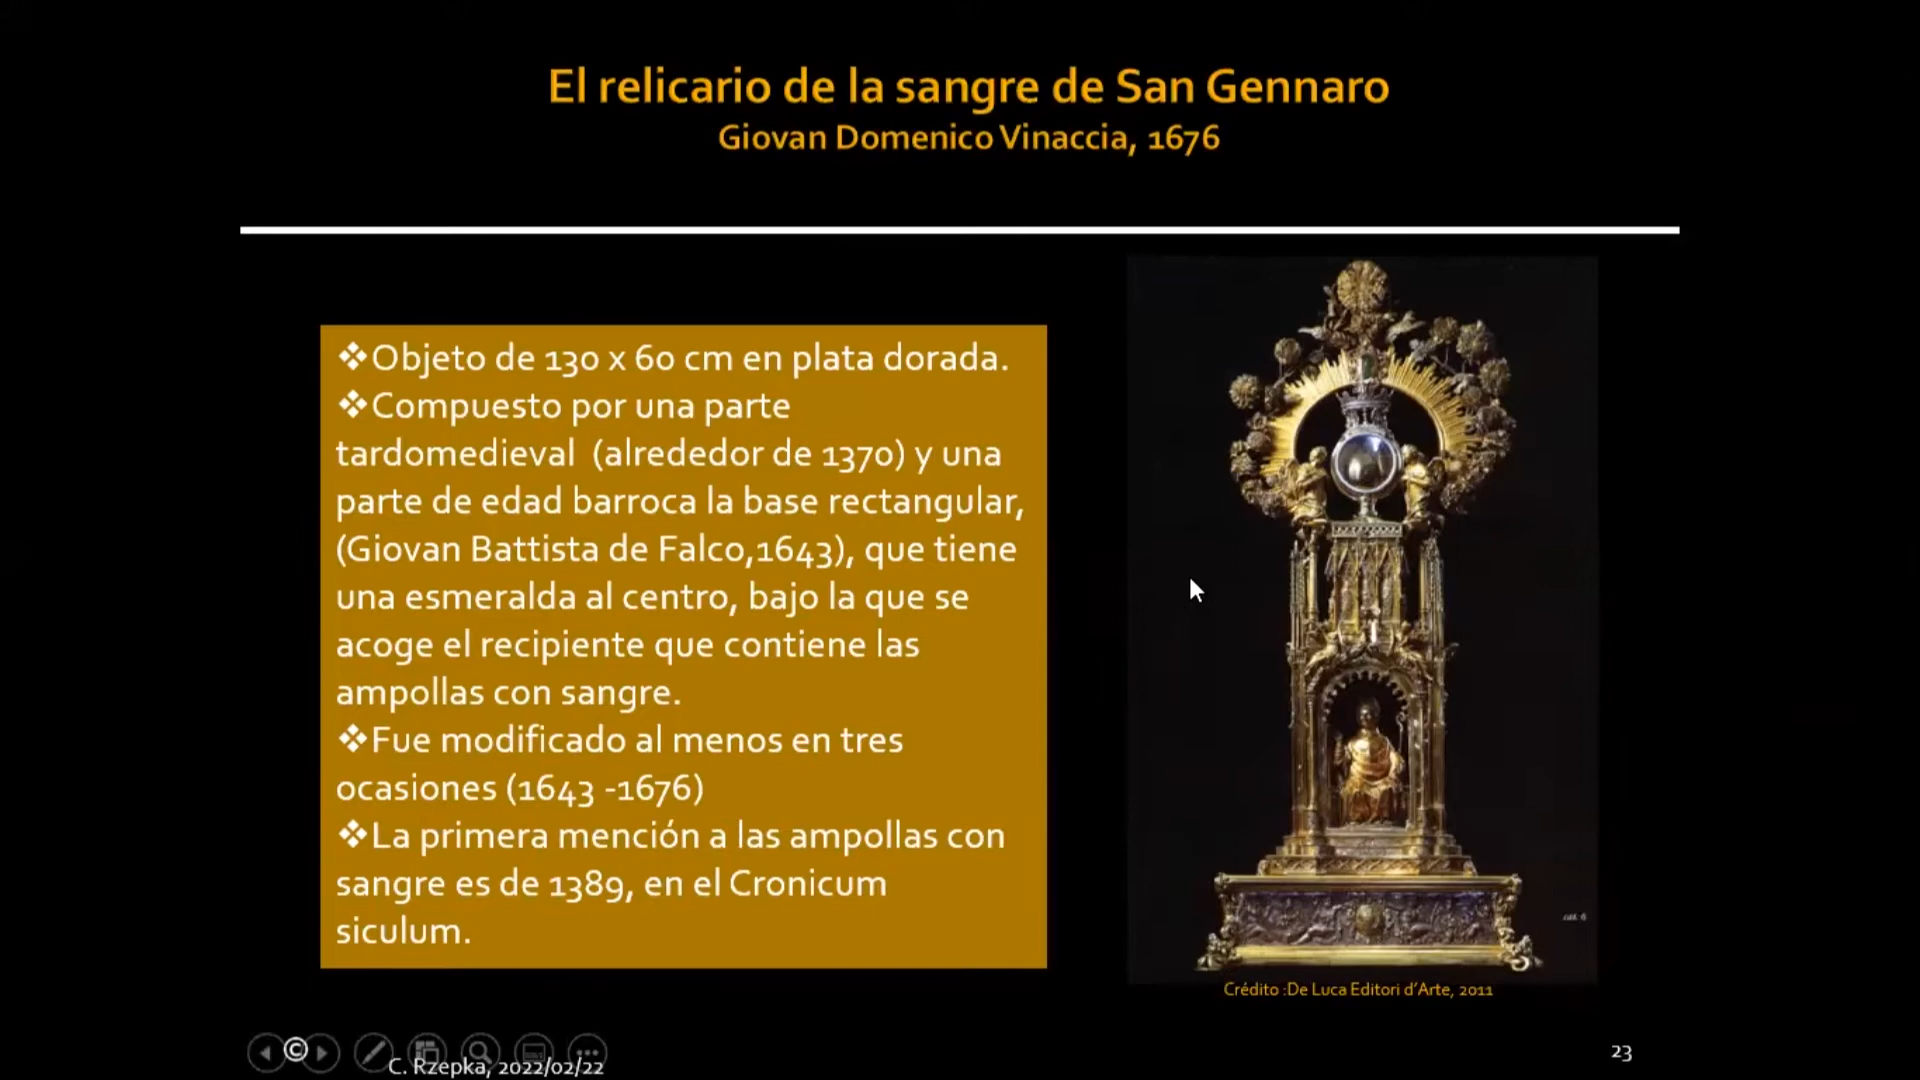 El relicario de la sangre de San Gennaro
Giovan Domenico Vinaccia, 1676
❖Objeto de 130 x 60 cm en plata dorada.
❖Compuesto por una parte
tardomedieval (alrededor de 1370) y una
parte de edad barroca la base rectangular,
(Giovan Battista de Falco,1643), que tiene
una esmeralda al centro, bajo la que se
acoge el recipiente que contiene las
ampollas con sangre.
❖Fue modificado al menos en tres
ocasiones (1643 -1676)
❖La primera mención a las ampollas con
sangre es de 1389, en el Cronicum
siculum.
cat. 6
Crédito :De Luca Editori d’Arte, 2011
©
C. Rzepka, 2022/02/22
23